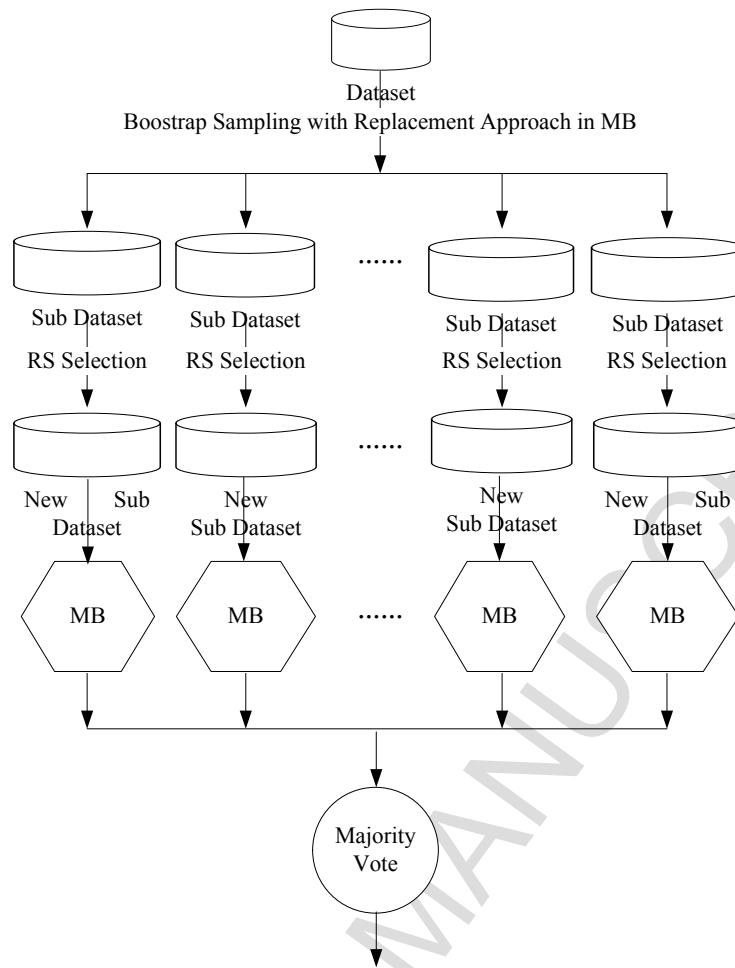 Dataset
Boostrap Sampling with Replacement Approach in MB
Sub Dataset
Sub Dataset
......
Sub Dataset
Sub Dataset
RS Selection
RS Selection
RS Selection
RS Selection
......
New Sub
Dataset
New
Sub Dataset
New
Sub Dataset
New Sub
Dataset
MB
MB
......
MB
MB
Majority
Vote
MANUSC